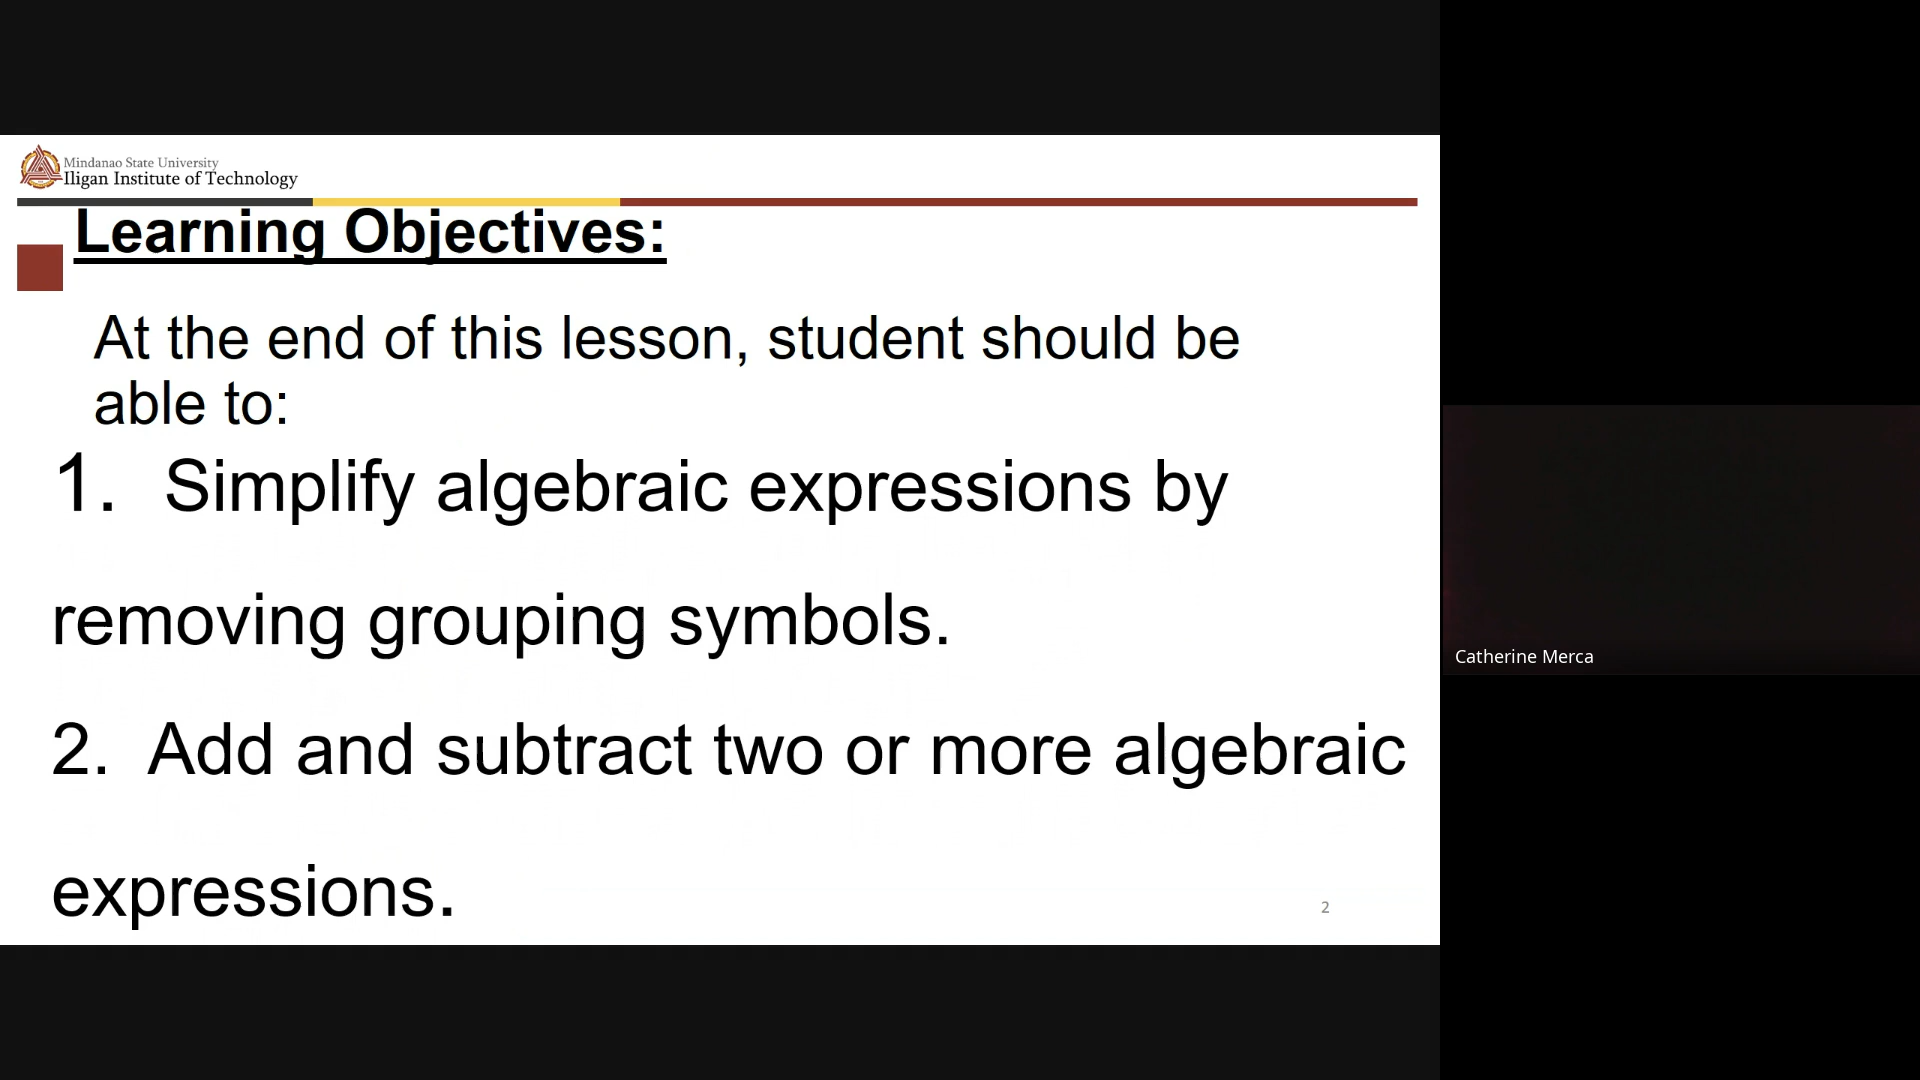 Mindanao State University
Iligan Institute of Technology
Learning Objectives:
At the end of this lesson, student should be
able to:
1. Simplify algebraic expressions by
removing grouping symbols.
2. Add and subtract two or more algebraic
expressions.
2
Catherine Merca